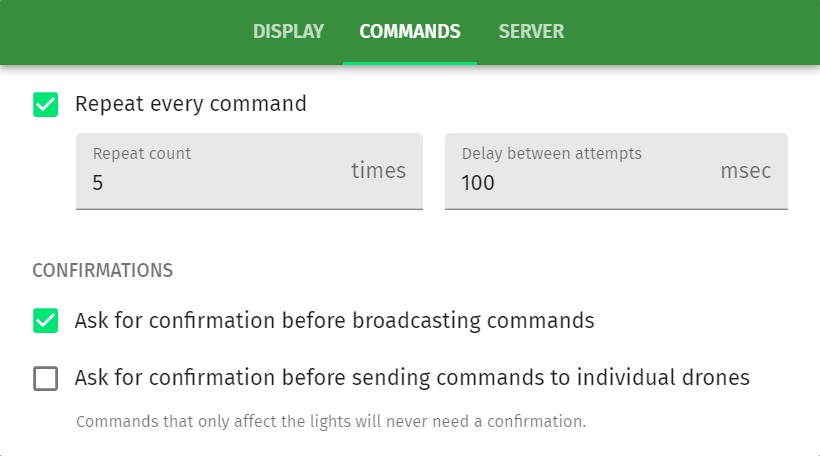 DISPLAY COMMANDS SERVER
Repeat every command
Repeat count
5 times
Delay between attempts
100 msec
CONFIRMATIONS
Ask for confirmation before broadcasting commands
Ask for confirmation before sending commands to individual drones
Commands that only affect the lights will never need a confirmation.